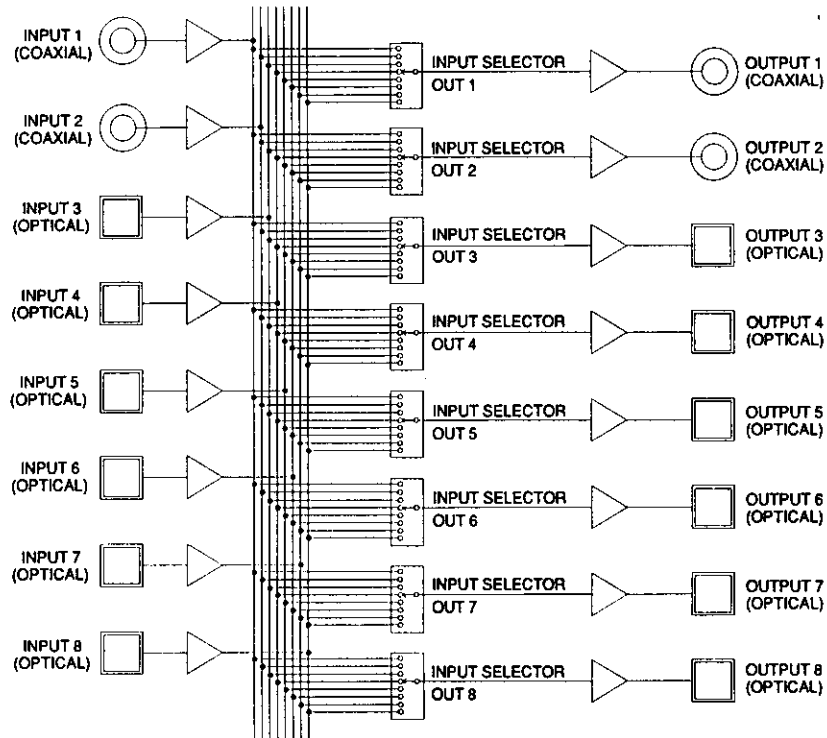 INPUT 1
(COAXIAL)
INPUT SELECTOR
OUT 1
OUTPUT 1
(COAXIAL)
INPUT 2
(COAXIAL)
INPUT SELECTOR
OUT 2
OUTPUT 2
(COAXIAL)
INPUT 3
(OPTICAL)
INPUT SELECTOR
OUT 3
OUTPUT 3
(OPTICAL)
INPUT 4
(OPTICAL)
INPUT SELECTOR
OUT 4
OUTPUT 4
(OPTICAL)
INPUT 5
(OPTICAL)
INPUT SELECTOR
OUT 5
OUTPUT 5
(OPTICAL)
INPUT 6
(OPTICAL)
INPUT SELECTOR
OUT 6
OUTPUT 6
(OPTICAL)
INPUT 7
(OPTICAL)
INPUT SELECTOR
OUT 7
OUTPUT 7
(OPTICAL)
INPUT 8
(OPTICAL)
INPUT SELECTOR
OUT 8
OUTPUT 8
(OPTICAL)